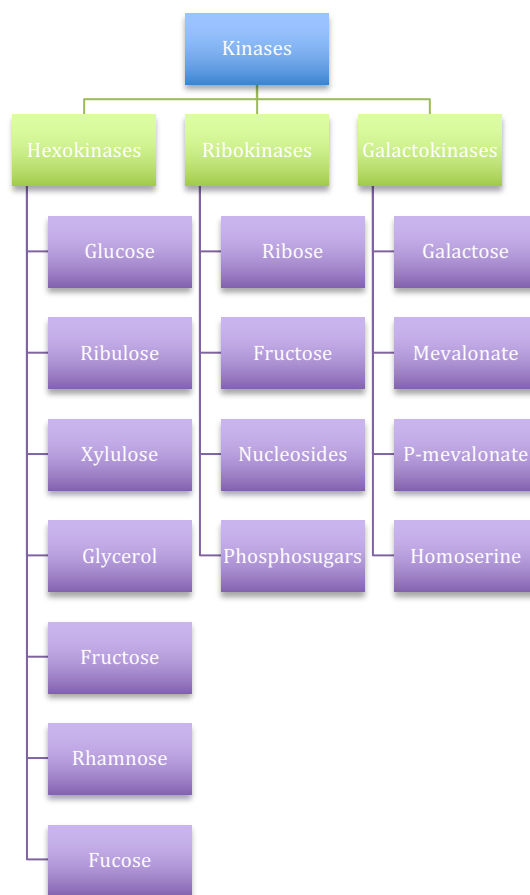 Kinases
Hexokinases
Ribokinases
Galactokinases
Glucose
Ribulose
Xylulose
Glycerol
Fructose
Rhamnose
Fucose
Ribose
Fructose
Nucleosides
Phosphosugars
Galactose
Mevalonate
P-mevalonate
Homoserine